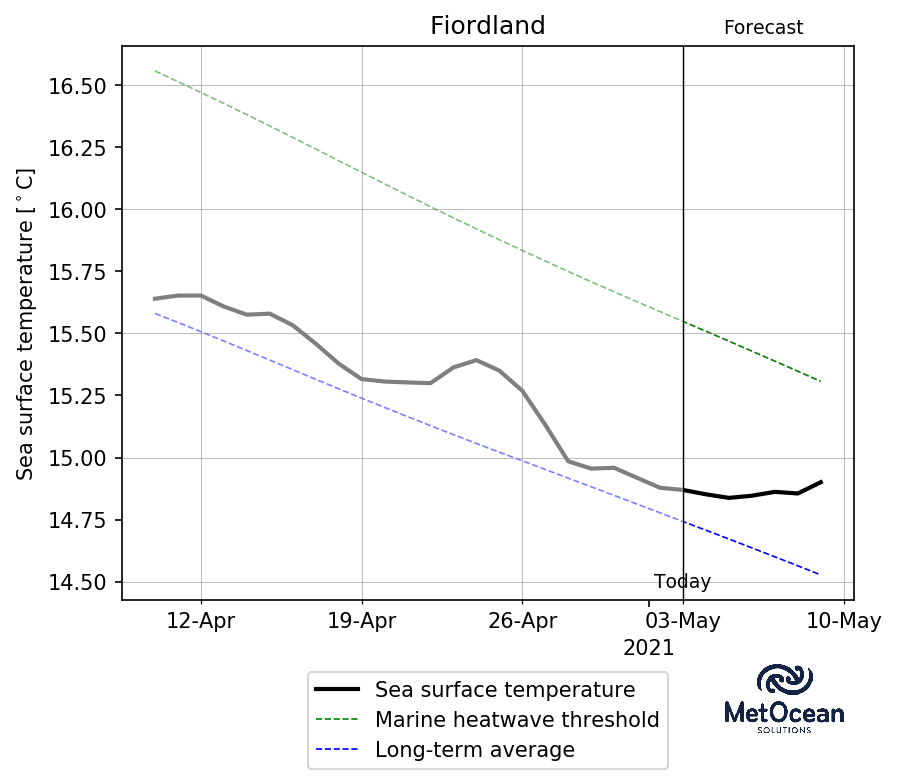 Fiordland
Forecast
Sea surface temperature [°C]
16.50
16.25
16.00
15.75
15.50
15.25
15.00
14.75
14.50
Today
12-Apr 19-Apr 26-Apr 03-May 10-May
2021
Sea surface temperature
Marine heatwave threshold
Long-term average
MetOcean
SOLUTIONS